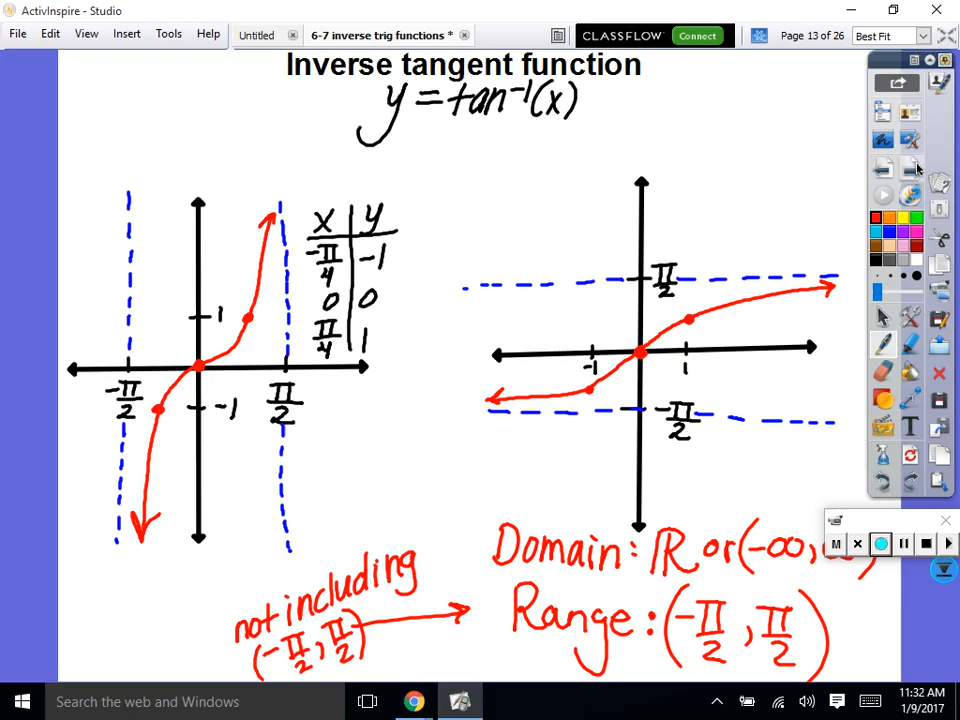 ActivInspire - Studio
File Edit View Insert Tools Help
Untitled
6-7 inverse trig functions *
CLASSFLOW Connect
Page 13 of 26
Best Fit
Inverse tangent function
y = tan⁻¹(x)
x | y
-π/4 | -1
0 | 0
π/4 | 1
1
-π/2
-1
π/2
π/2
-1
1
-π/2
Domain: ℝ or (-∞, ∞)
not including
(-π/2, π/2)
Range: (-π/2, π/2)
M
Search the web and Windows
11:32 AM
1/9/2017